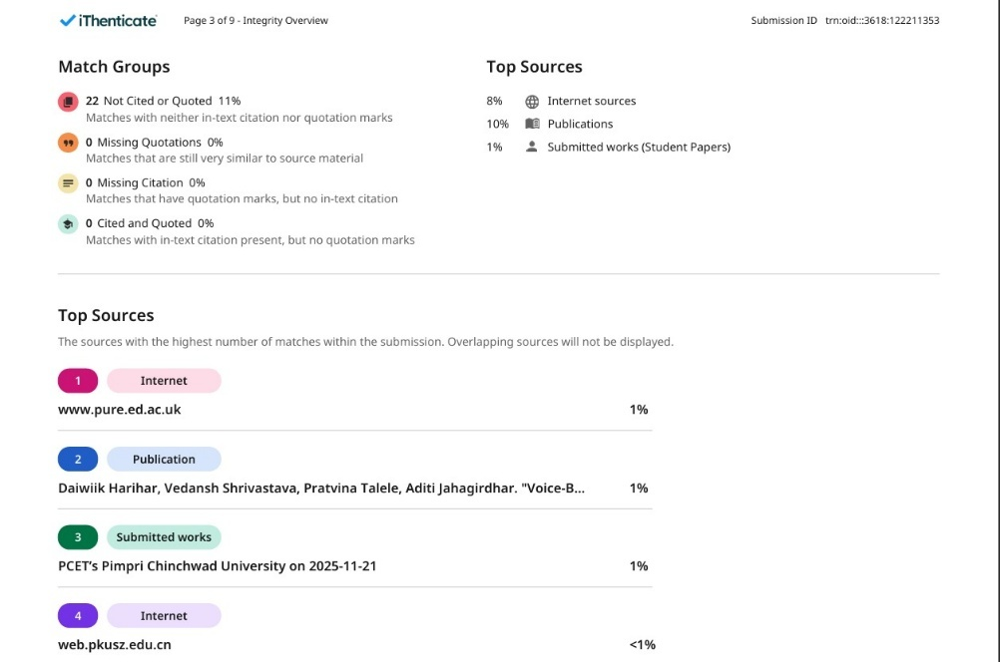 iThenticate Page 3 of 9 - Integrity Overview Submission ID trn:oid:::3618:122211353
Match Groups
22 Not Cited or Quoted 11%
Matches with neither in-text citation nor quotation marks
0 Missing Quotations 0%
Matches that are still very similar to source material
0 Missing Citation 0%
Matches that have quotation marks, but no in-text citation
0 Cited and Quoted 0%
Matches with in-text citation present, but no quotation marks
Top Sources
8% Internet sources
10% Publications
1% Submitted works (Student Papers)
Top Sources
The sources with the highest number of matches within the submission. Overlapping sources will not be displayed.
1 Internet
www.pure.ed.ac.uk 1%
2 Publication
Daiwiik Harihar, Vedansh Shrivastava, Pratvina Talele, Aditi Jahagirdhar. "Voice-B... 1%
3 Submitted works
PCET's Pimpri Chinchwad University on 2025-11-21 1%
4 Internet
web.pkusz.edu.cn <1%